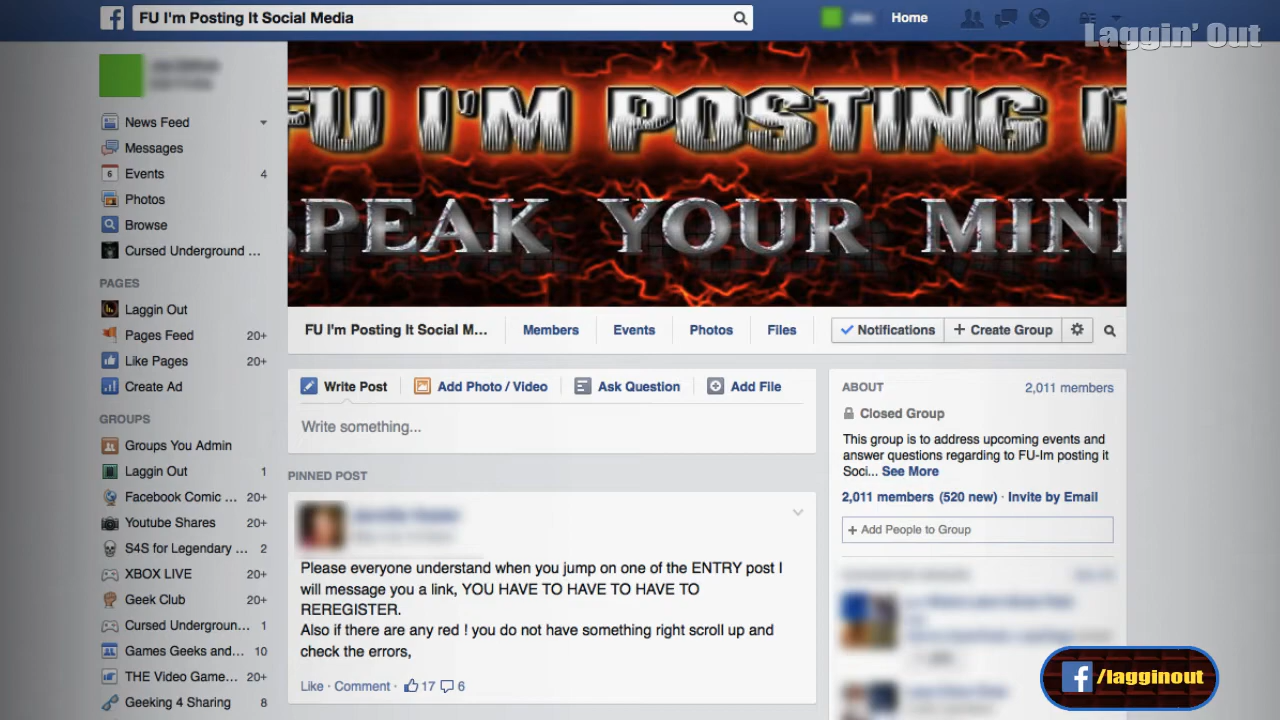 FU I'm Posting It Social Media
Home
Laggin' Out
FU I'M POSTING IT
SPEAK YOUR MIN
News Feed
Messages
6 Events 4
Photos
Browse
Cursed Underground ...
PAGES
Laggin Out
Pages Feed 20+
Like Pages 20+
Create Ad
GROUPS
Groups You Admin
Laggin Out 1
Facebook Comic ... 20+
Youtube Shares 20+
S4S for Legendary ... 2
XBOX LIVE 20+
Geek Club 20+
Cursed Undergroun... 1
Games Geeks and... 10
THE Video Game... 20+
Geeking 4 Sharing 8
FU I'm Posting It Social M...
Members
Events
Photos
Files
Notifications
+ Create Group
Write Post
Add Photo / Video
Ask Question
Add File
Write something...
PINNED POST
Please everyone understand when you jump on one of the ENTRY post I
will message you a link, YOU HAVE TO HAVE TO HAVE TO
REREGISTER.
Also if there are any red ! you do not have something right scroll up and
check the errors,
Like · Comment · 17 6
ABOUT 2,011 members
Closed Group
This group is to address upcoming events and
answer questions regarding to FU-Im posting it
Soci... See More
2,011 members (520 new) · Invite by Email
+ Add People to Group
f /lagginout